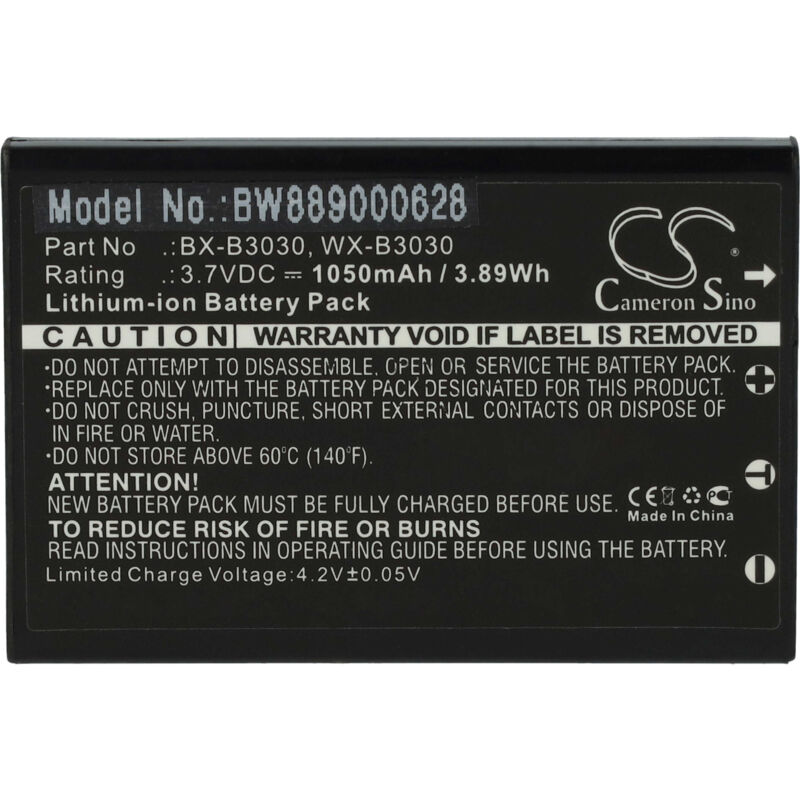 Model No.:BW889000628
Part No .:BX-B3030, WX-B3030
Rating .:3.7VDC ⎓ 1050mAh / 3.89Wh
Lithium-ion Battery Pack
CS
Cameron Sino
CAUTION WARRANTY VOID IF LABEL IS REMOVED
•DO NOT ATTEMPT TO DISASSEMBLE, OPEN OR SERVICE THE BATTERY PACK.
•REPLACE ONLY WITH THE BATTERY PACK DESIGNATED FOR THIS PRODUCT.
•DO NOT CRUSH, PUNCTURE, SHORT EXTERNAL CONTACTS OR DISPOSE OF
IN FIRE OR WATER.
•DO NOT STORE ABOVE 60°C (140°F).
ATTENTION!
NEW BATTERY PACK MUST BE FULLY CHARGED BEFORE USE.
TO REDUCE RISK OF FIRE OR BURNS
READ INSTRUCTIONS IN DEVICE MANUAL BEFORE USING THE BATTERY.
Limited Charge Voltage:4.2V±0.05V
CE
Made In China
+
T
I